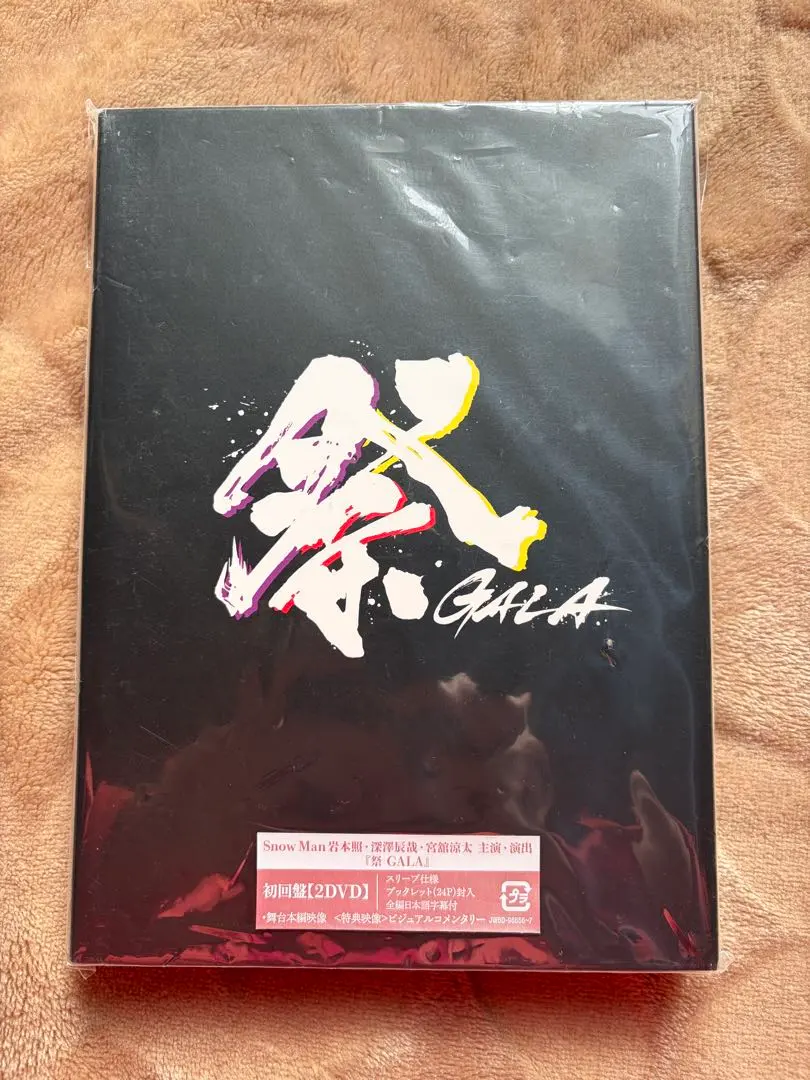 祭
GALA
Snow Man 岩本照・深澤辰哉・宮舘涼太 主演・演出
『祭 GALA』
初回盤【2DVD】
スリーブ仕様
ブックレット(24P)封入
全編日本語字幕付
・舞台本編映像 <特典映像>ビジュアルコメンタリー
プラ